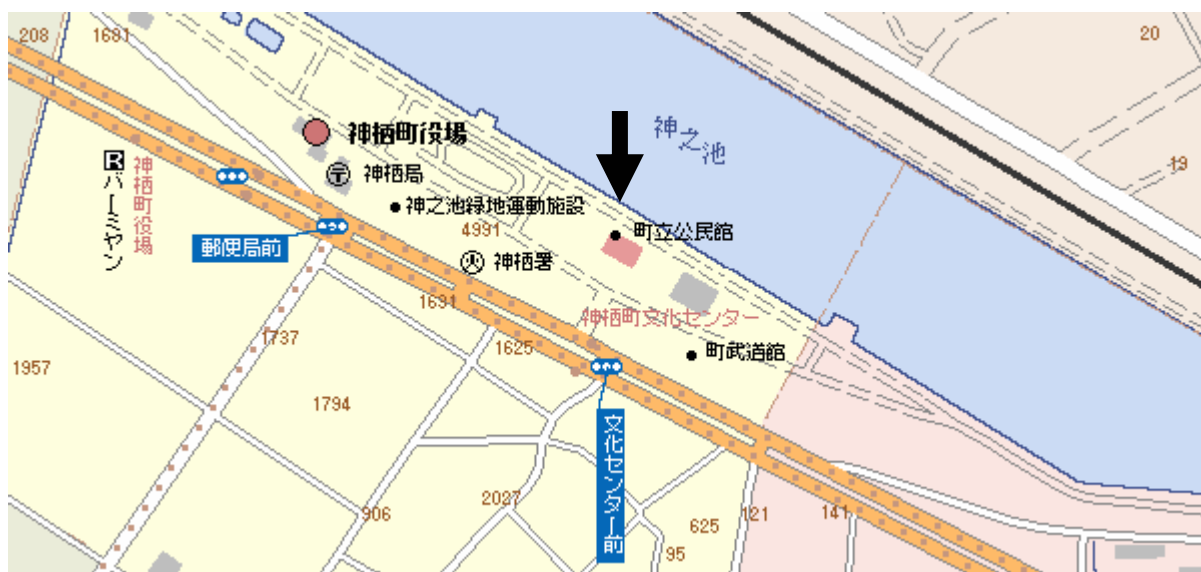 208
1681
20
神栖町役場
神之池
19
R バーミヤン
神栖町役場
神栖局
神之池緑地運動施設
4991
町立公民館
郵便局前
神栖署
1691
神栖町文化センター
1737
1625
町武道館
1957
1794
文化センター前
2027
906
625
121
141
95